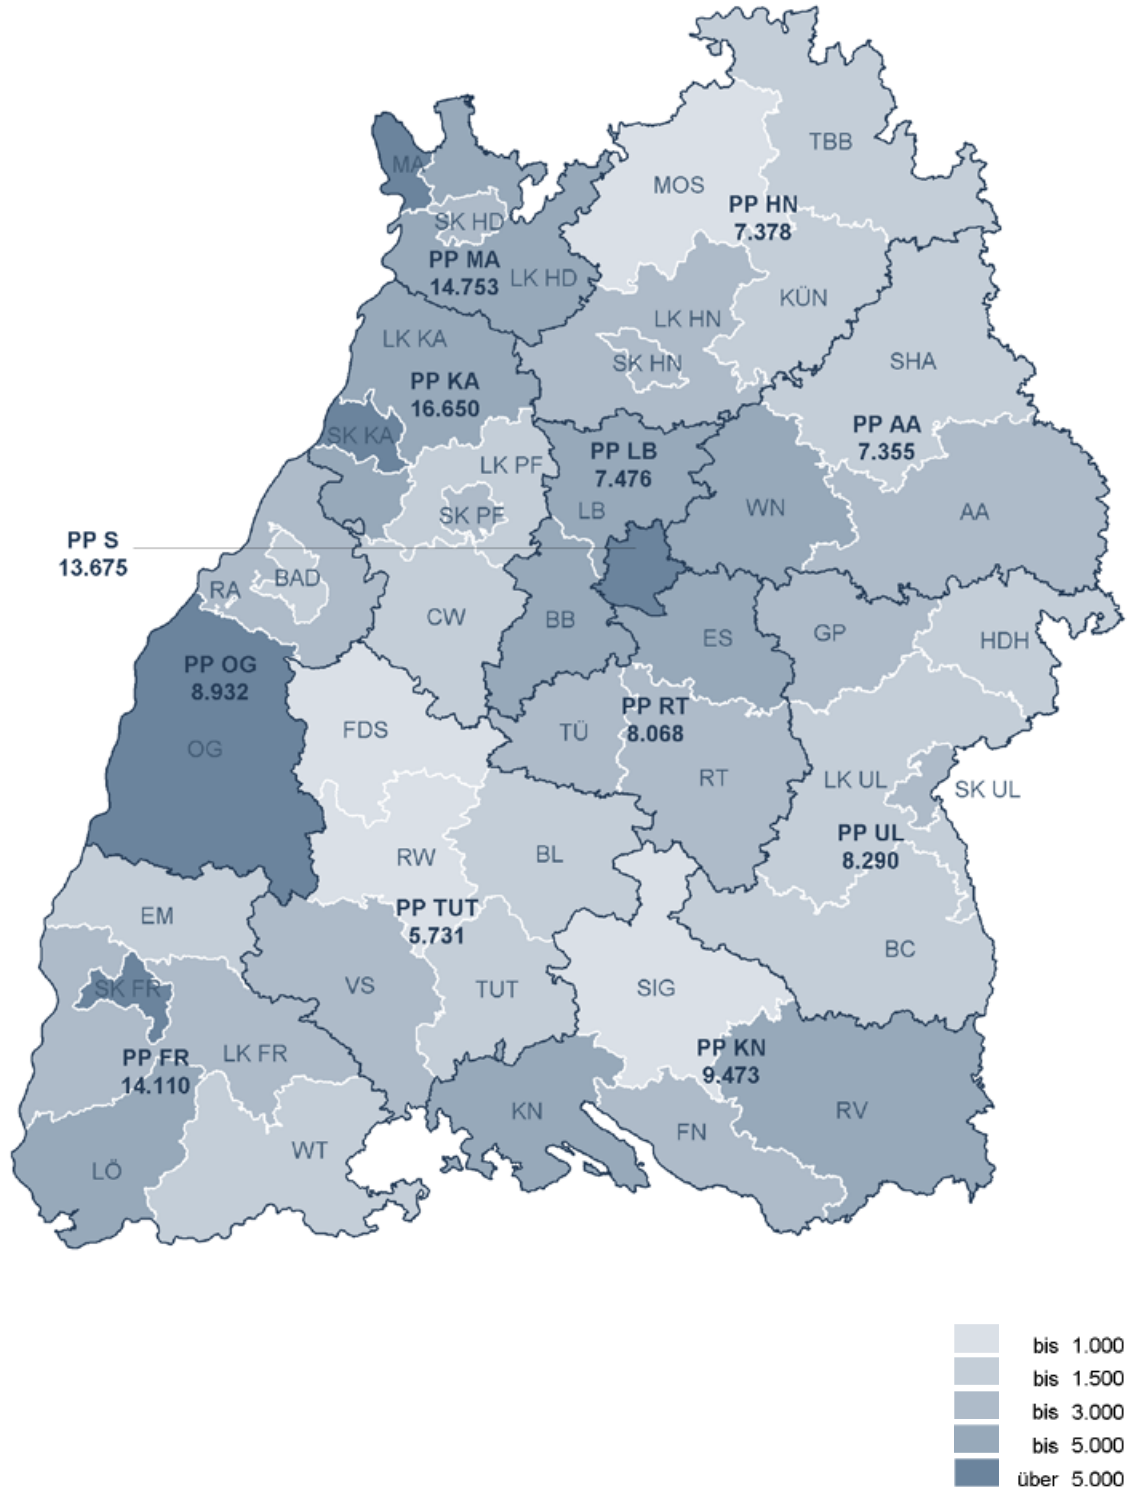 TBB
MA
MOS
PP HN
7.378
SK HD
PP MA
14.753
LK HD
KÜN
LK HN
LK KA
SK HN
SHA
PP KA
16.650
PP AA
7.355
SK KA
PP LB
7.476
LK PF
WN
AA
LB
SK PF
PP S
13.675
BAD
RA
CW
BB
ES
GP
HDH
PP OG
8.932
PP RT
8.068
FDS
TÜ
OG
RT
LK UL
SK UL
PP UL
8.290
RW
BL
PP TUT
5.731
EM
BC
SK FR
VS
TUT
SIG
PP FR
14.110
LK FR
PP KN
9.473
KN
RV
FN
WT
LÖ
bis 1.000
bis 1.500
bis 3.000
bis 5.000
über 5.000